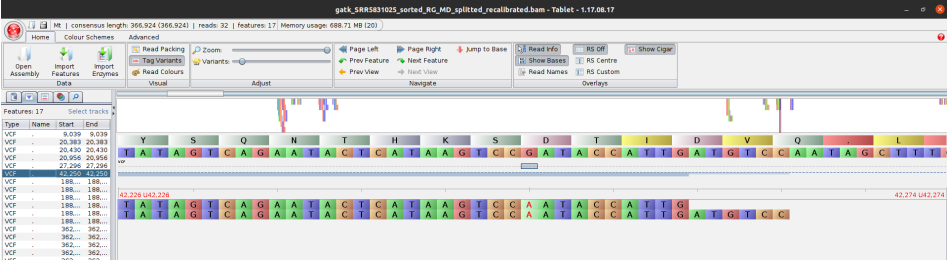 gatk_SRR5831025_sorted_RG_MD_splitted_recalibrated.bam - Tablet - 1.17.08.17
Mt | consensus length: 366,924 (366,924) | reads: 32 | features: 17 | Memory usage: 688.71 MB (20)
Home Colour Schemes Advanced
Open Assembly Import Features Import Enzymes
Data
Read Packing
Tag Variants
Read Colours
Visual
Zoom:
Variants:
Adjust
Page Left Page Right Jump to Base
Prev Feature Next Feature
Prev View Next View
Navigate
Read Info RS Off Show Cigar
Show Bases RS Centre
Read Names RS Custom
Overlays
Features: 17 Select tracks
Type Name Start End
VCF . 9,039 9,039
VCF . 20,383 20,383
VCF . 20,430 20,430
VCF . 20,956 20,956
VCF . 27,296 27,296
VCF . 42,250 42,250
VCF . 188,... 188,...
VCF . 188,... 188,...
VCF . 188,... 188,...
VCF . 188,... 188,...
VCF . 188,... 188,...
VCF . 362,... 362,...
VCF . 362,... 362,...
VCF . 362,... 362,...
VCF . 362,... 362,...
Y S Q N T H K S D T I D V Q . L
T A T A G T C A G A A T A C T C A T A A G T C C G A T A C C A T T G A T G T C C A A T A G C T T T
42,226 U42,226 42,274 U42,274
T A T A G T C A G A A T A C T C A T A A G T C C A A T A C C A T T G
T A T A G T C A G A A T A C T C A T A A G T C C A A T A C C A T T G A T G T C C